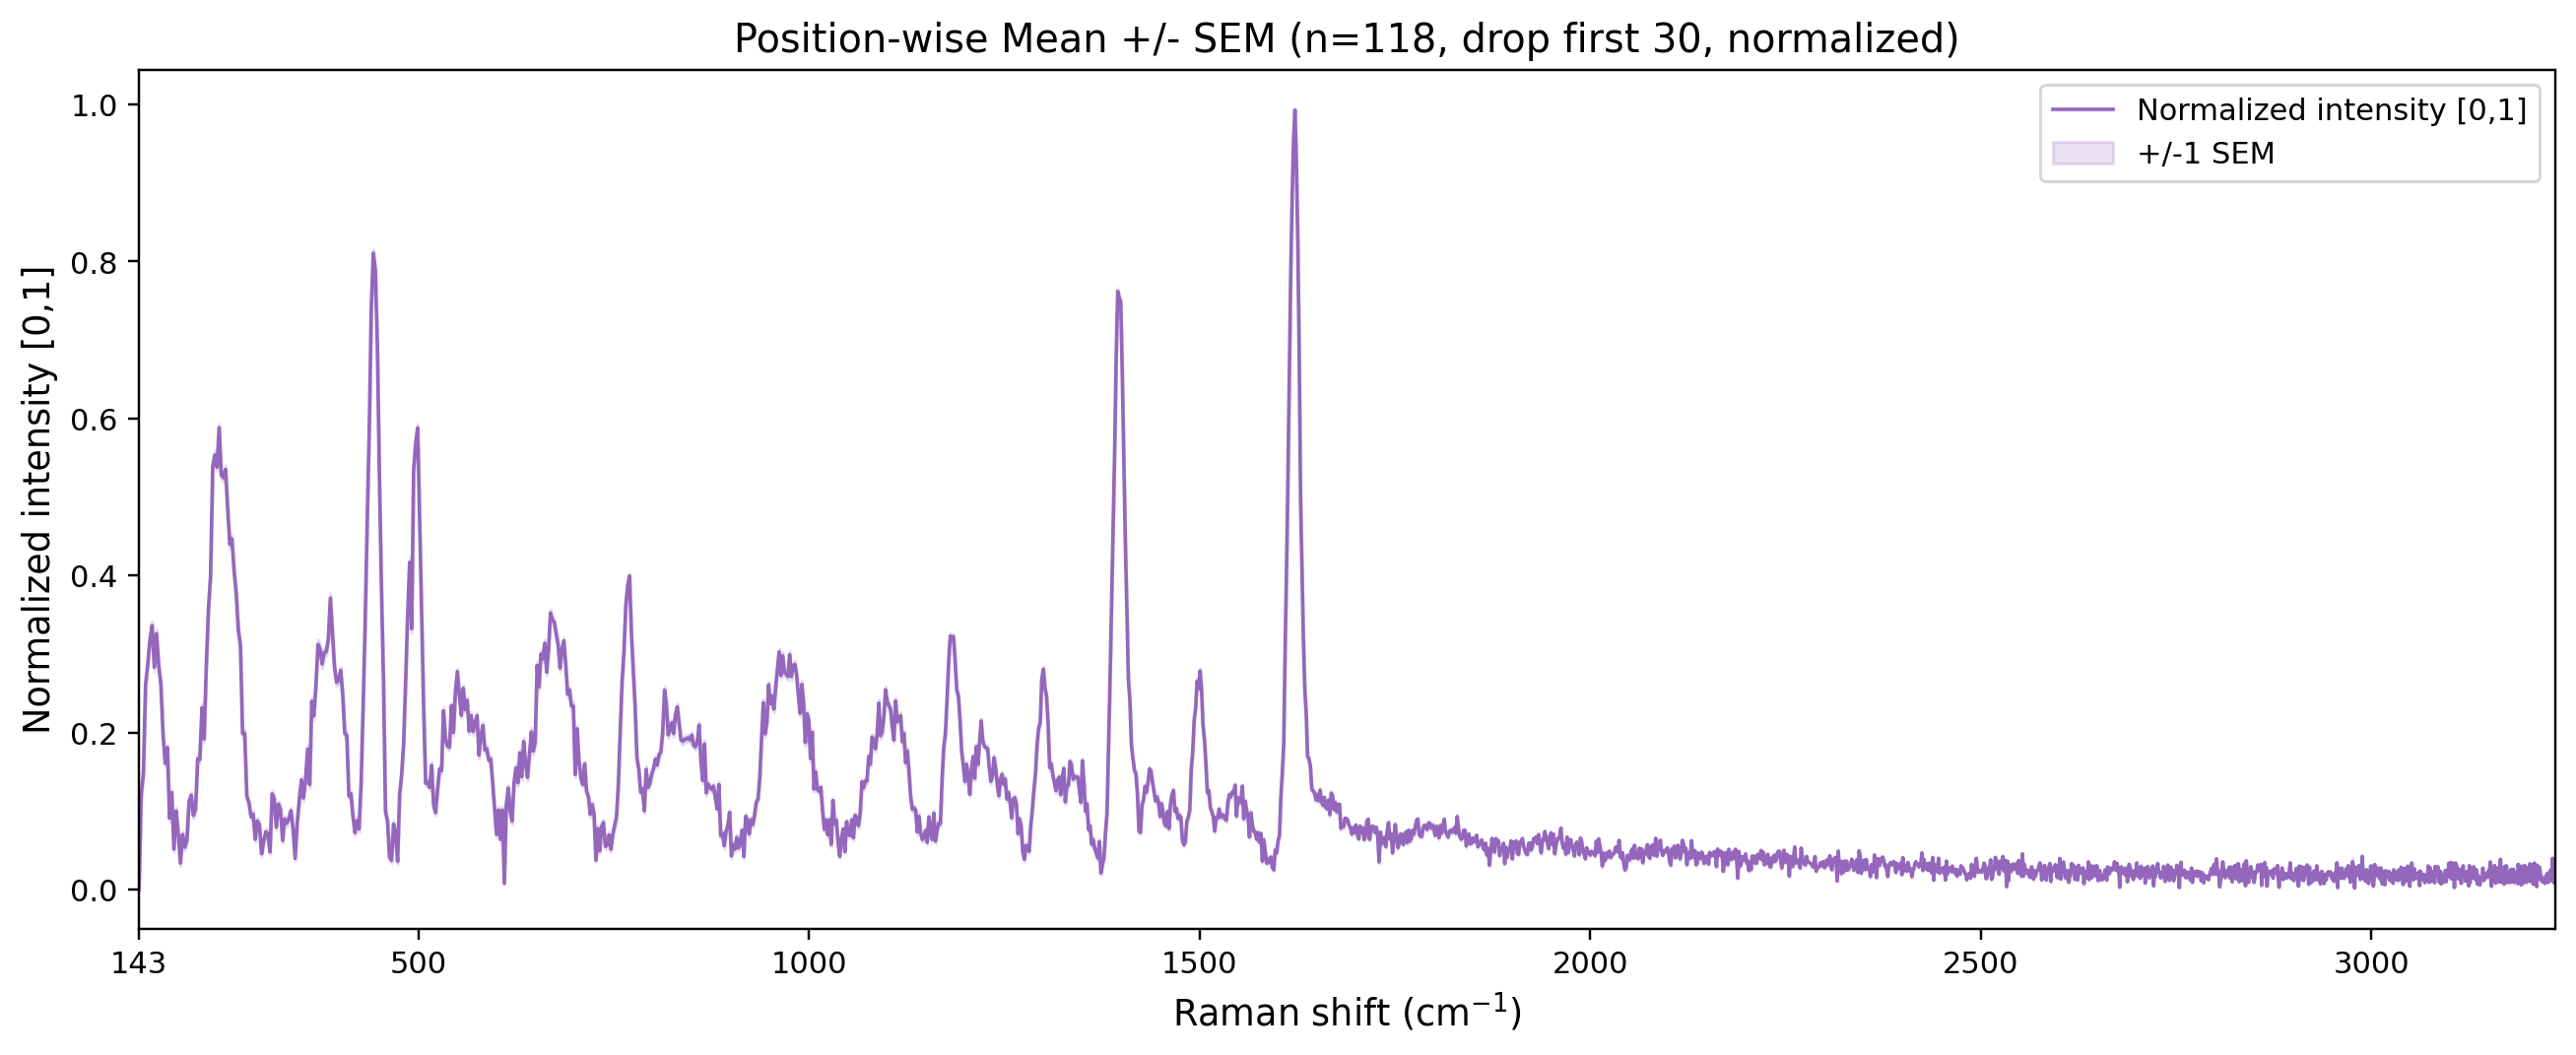 Position-wise Mean +/- SEM (n=118, drop first 30, normalized)
Normalized intensity [0,1]
+/-1 SEM
Normalized intensity [0,1]
1.0
0.8
0.6
0.4
0.2
0.0
143 500 1000 1500 2000 2500 3000
Raman shift (cm⁻¹)